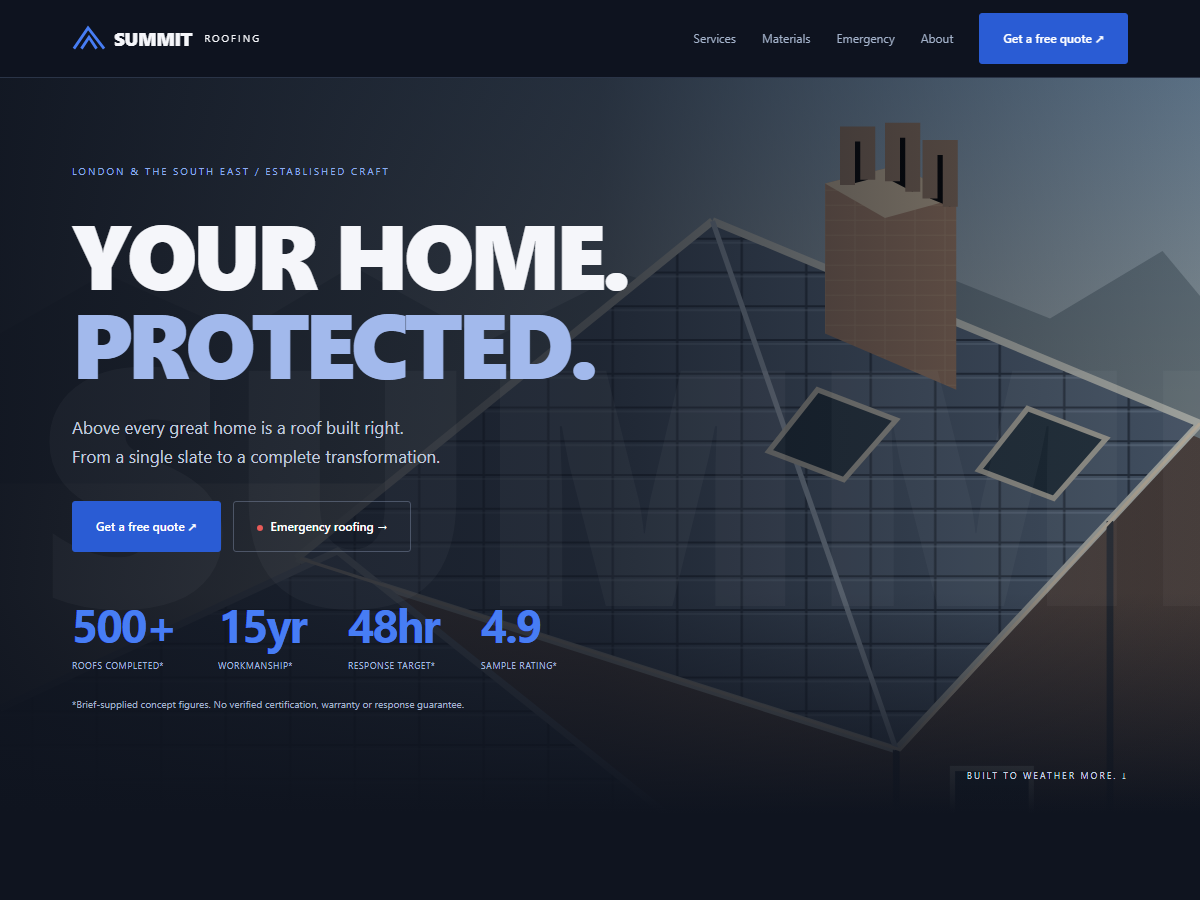 SUMMIT ROOFING
Services
Materials
Emergency
About
Get a free quote ↗
LONDON & THE SOUTH EAST / ESTABLISHED CRAFT
YOUR HOME.
PROTECTED.
Above every great home is a roof built right.
From a single slate to a complete transformation.
Get a free quote ↗
Emergency roofing →
500+
ROOFS COMPLETED*
15yr
WORKMANSHIP*
48hr
RESPONSE TARGET*
4.9
SAMPLE RATING*
*Brief-supplied concept figures. No verified certification, warranty or response guarantee.
SUMMI
BUILT TO WEATHER MORE. ↓